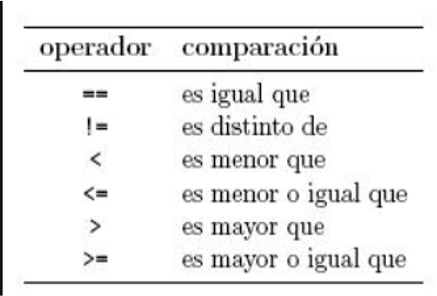 operador comparación
== es igual que
!= es distinto de
< es menor que
<= es menor o igual que
> es mayor que
>= es mayor o igual que